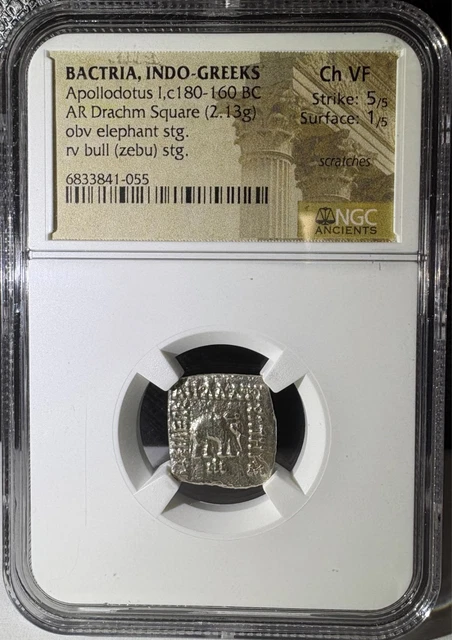 BACTRIA, INDO-GREEKS
Apollodotus I,c180-160 BC
AR Drachm Square (2.13g)
obv elephant stg.
rv bull (zebu) stg.
6833841-055
Ch VF
Strike: 5/5
Surface: 1/5
scratches
NGC
ANCIENTS